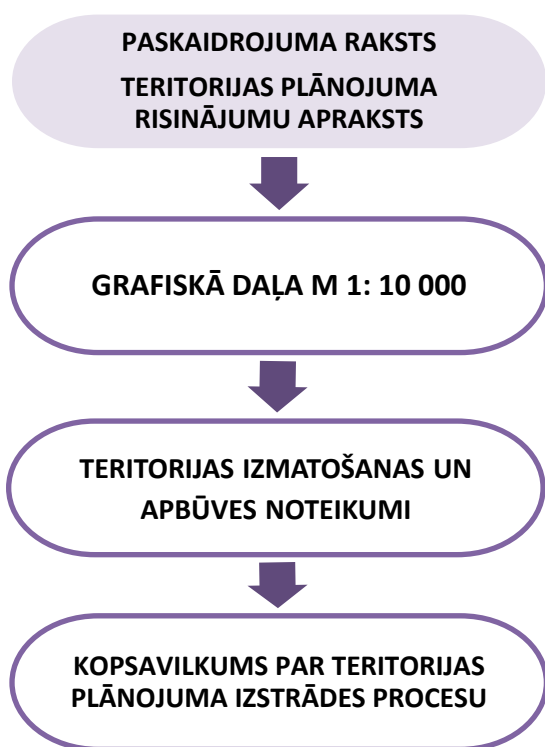 PASKAIDROJUMA RAKSTS
TERITORIJAS PLĀNOJUMA
RISINĀJUMU APRAKSTS
GRAFISKĀ DAĻA M 1: 10 000
TERITORIJAS IZMATOŠANAS UN
APBŪVES NOTEIKUMI
KOPSAVILKUMS PAR TERITORIJAS
PLĀNOJUMA IZSTRĀDES PROCESU